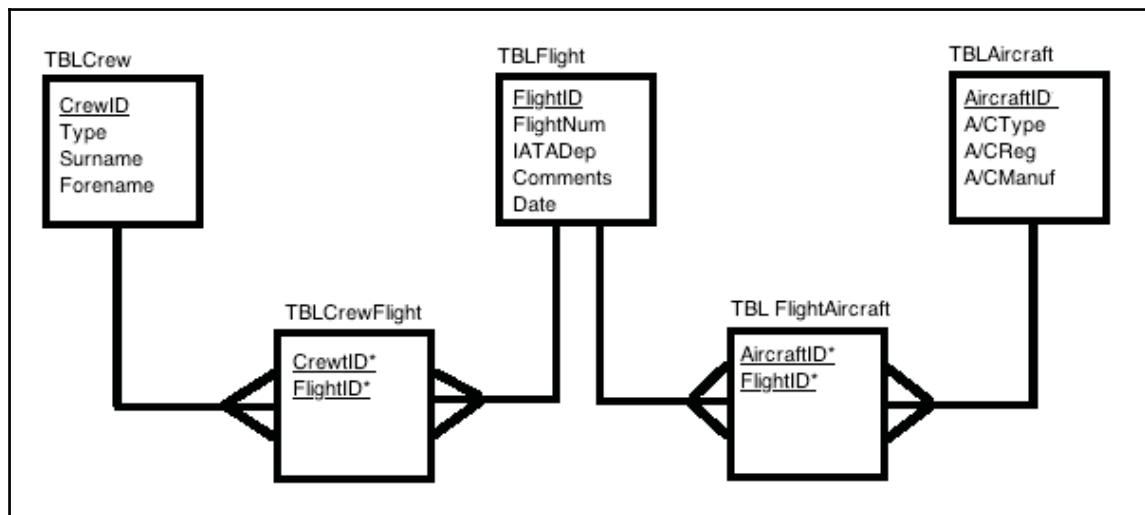 TBLCrew
CrewID
Type
Surname
Forename
TBLFlight
FlightID
FlightNum
IATADep
Comments
Date
TBLAircraft
AircraftID
A/CType
A/CReg
A/CManuf
TBLCrewFlight
CrewtID*
FlightID*
TBL FlightAircraft
AircraftID*
FlightID*